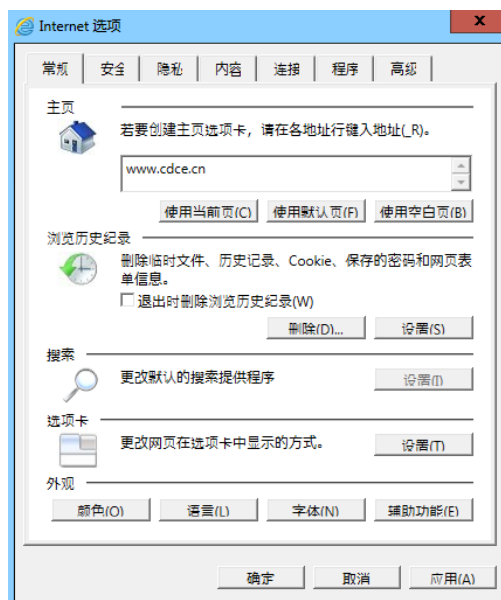 Internet 选项
x
常规 安全 隐私 内容 连接 程序 高级
主页
若要创建主页选项卡，请在各地址行键入地址(_R)。
www.cdce.cn
使用当前页(C) 使用默认页(F) 使用空白页(B)
浏览历史纪录
删除临时文件、历史记录、Cookie、保存的密码和网页表
单信息。
退出时删除浏览历史纪录(W)
删除(D)... 设置(S)
搜索
更改默认的搜索提供程序
设置(I)
选项卡
更改网页在选项卡中显示的方式。
设置(T)
外观
颜色(O) 语言(L) 字体(N) 辅助功能(E)
确定 取消 应用(A)